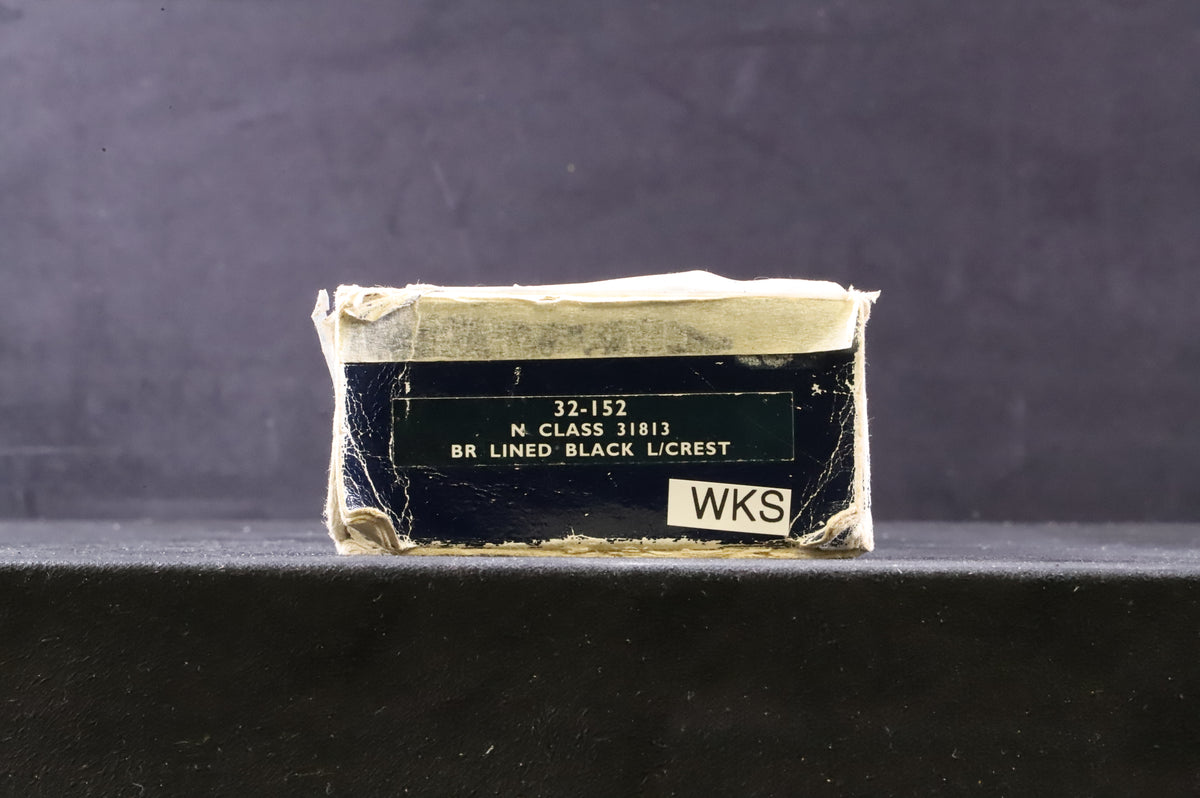 32-152
N CLASS 31813
BR LINED BLACK L/CREST
WKS